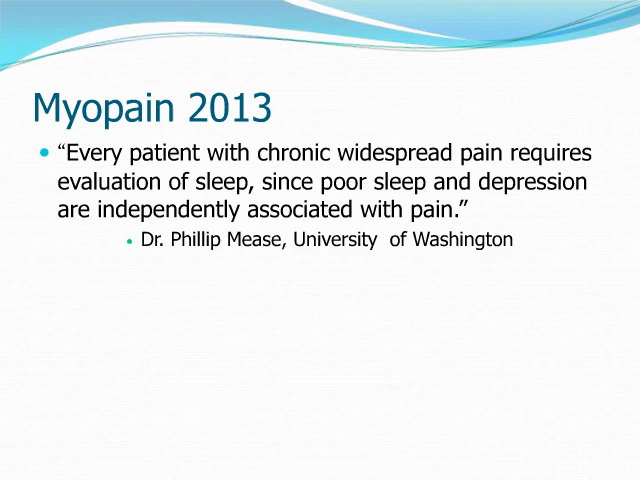 Myopain 2013
“Every patient with chronic widespread pain requires
evaluation of sleep, since poor sleep and depression
are independently associated with pain.”
Dr. Phillip Mease, University  of Washington